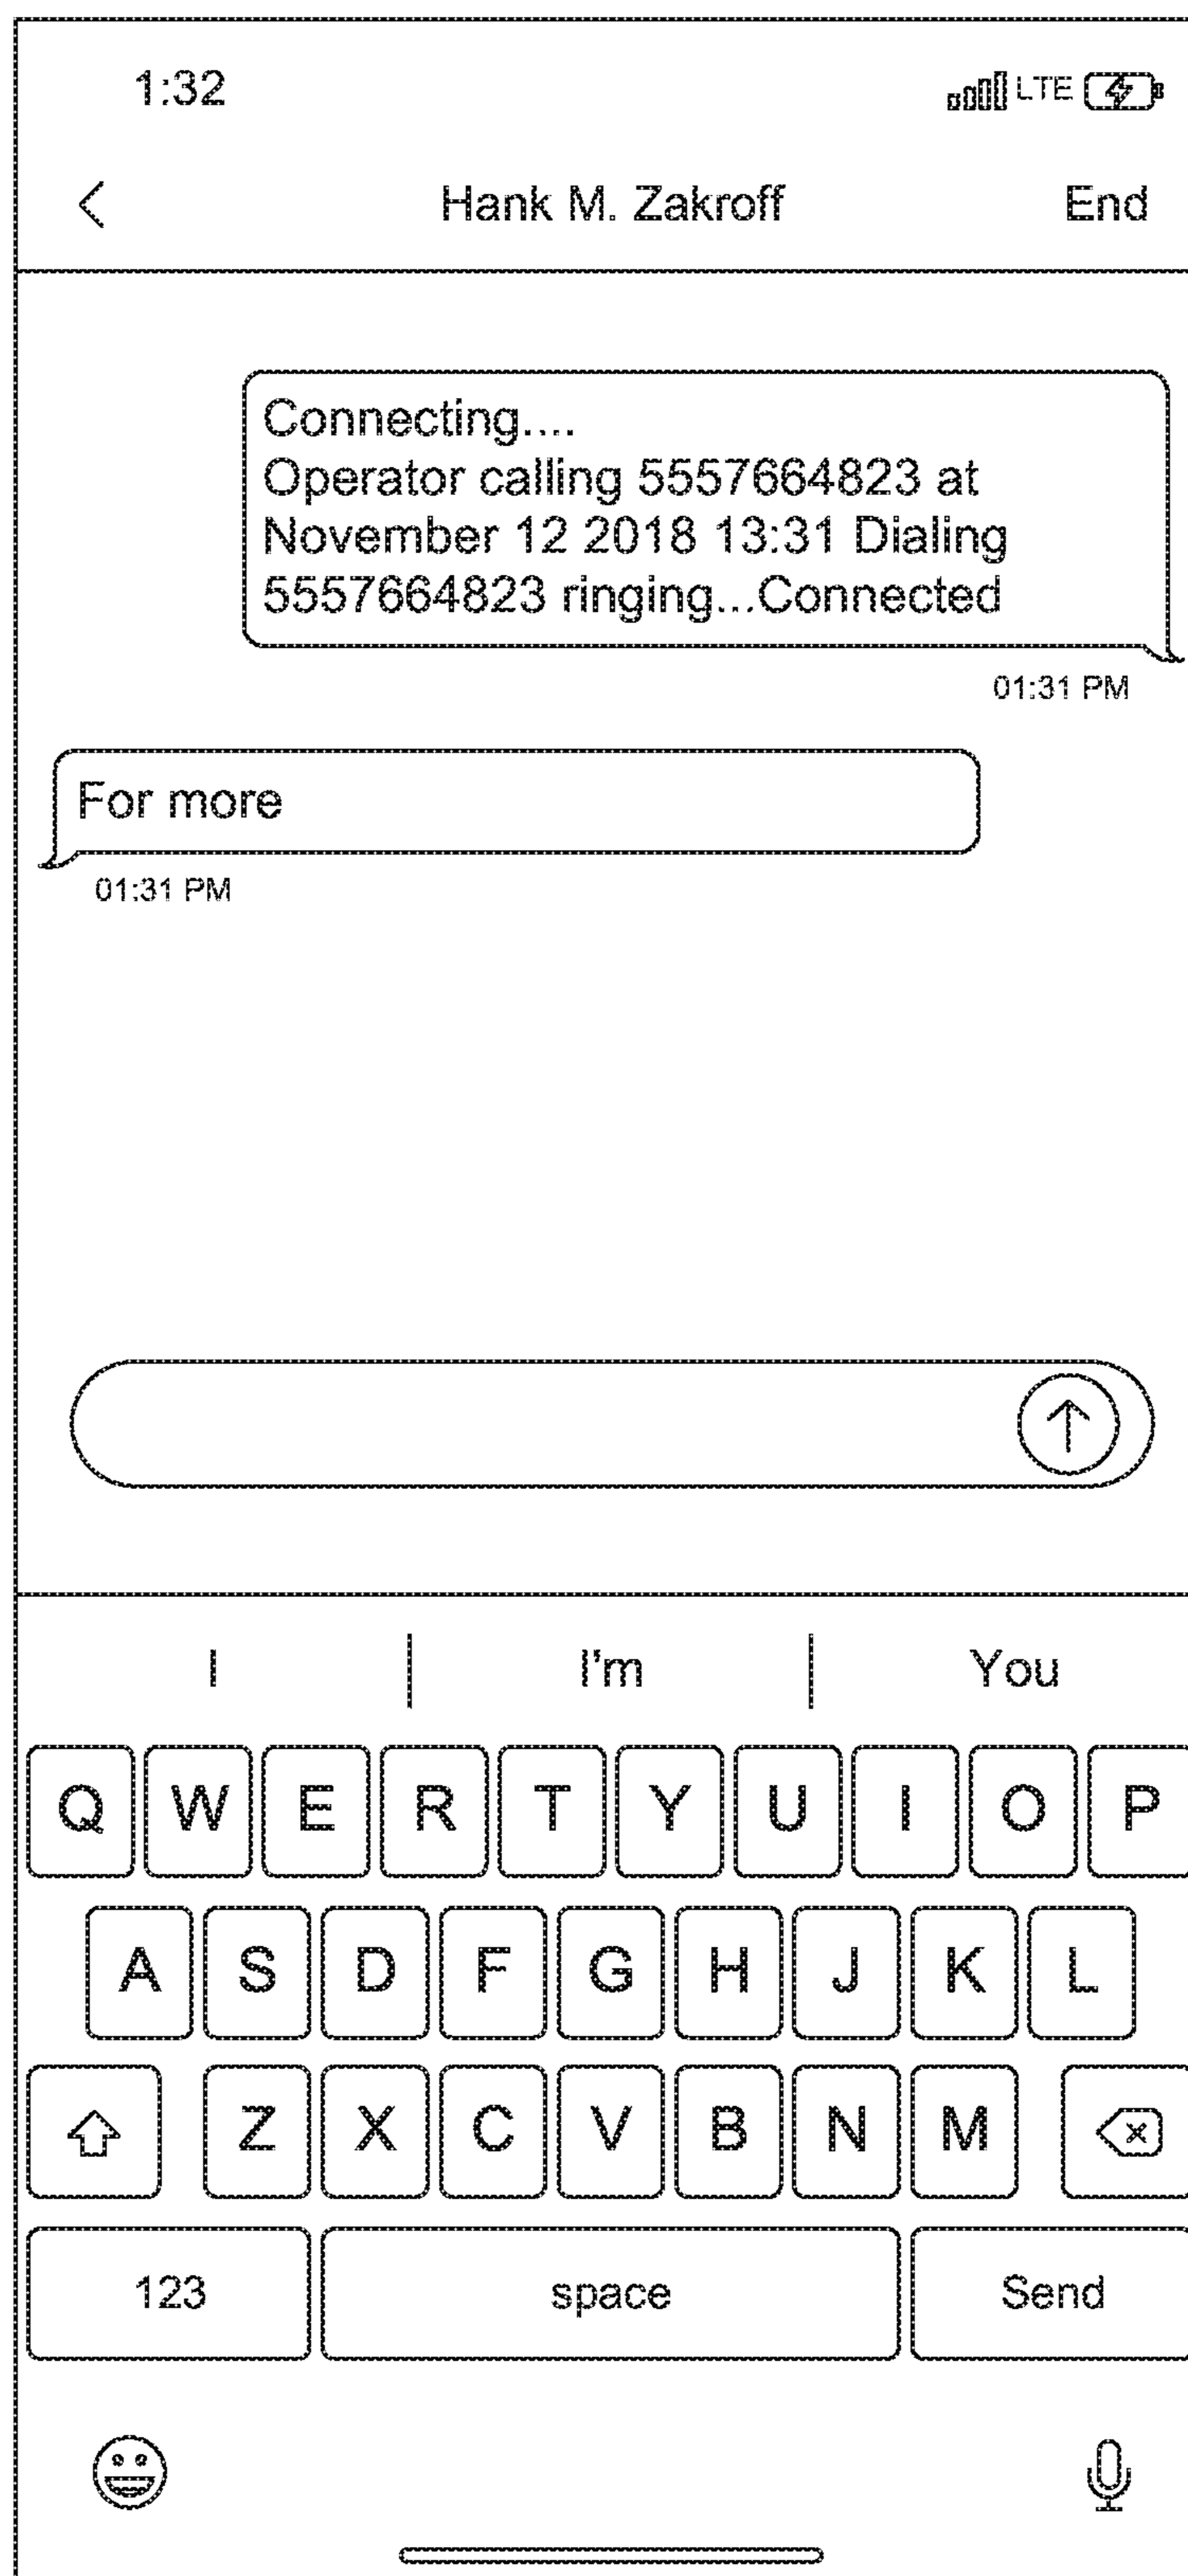 1:32 LTE
Hank M. Zakroff End
Connecting....
Operator calling 5557664823 at
November 12 2018 13:31 Dialing
5557664823 ringing...Connected
01:31 PM
For more
01:31 PM
I I'm You
Q W E R T Y U I O P
A S D F G H J K L
Z X C V B N M
123 space Send